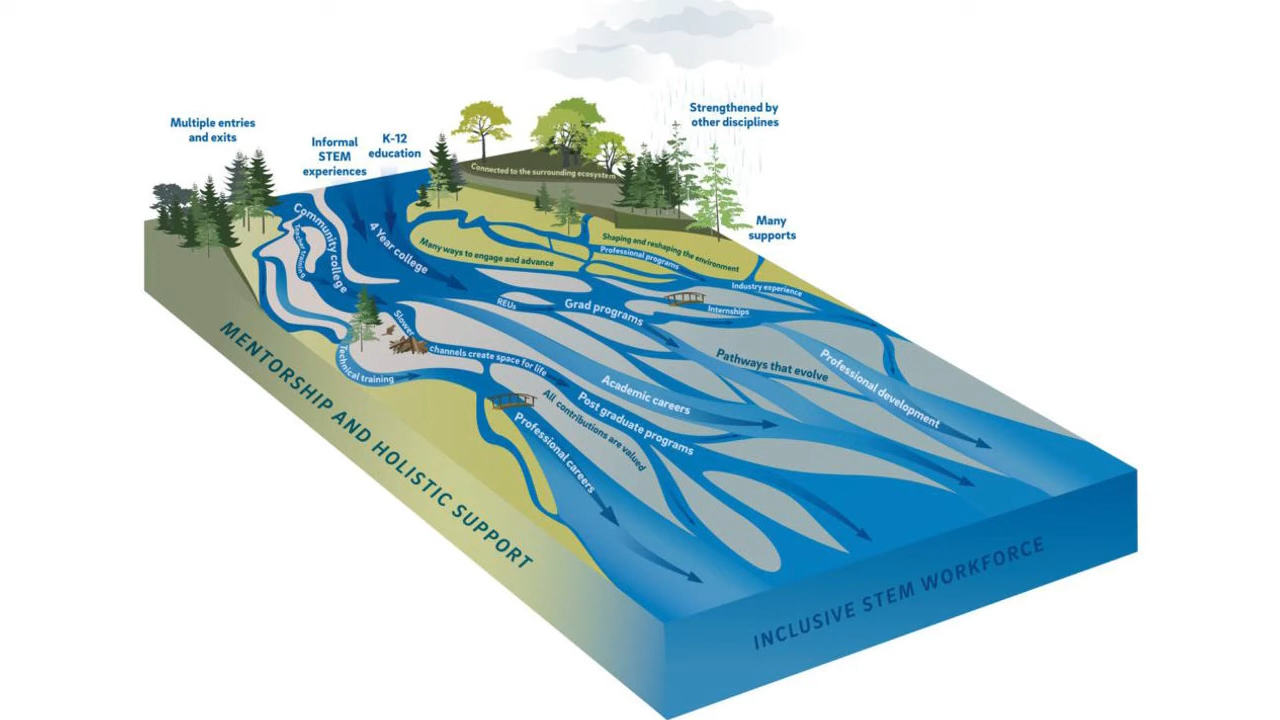 Strengthened by
other disciplines
Multiple entries
and exits
Informal
STEM
experiences
K-12
education
Connected to the surrounding ecosystem
Many
supports
Community college
Teacher training
4 Year college
Many ways to engage and advance
Shaping and reshaping the environment
Professional programs
Industry experience
REUs
Grad programs
Internships
Slower
channels create space for life
Technical training
Pathways that evolve
Professional development
Academic careers
Post graduate programs
All contributions are valued
Professional careers
MENTORSHIP AND HOLISTIC SUPPORT
INCLUSIVE STEM WORKFORCE